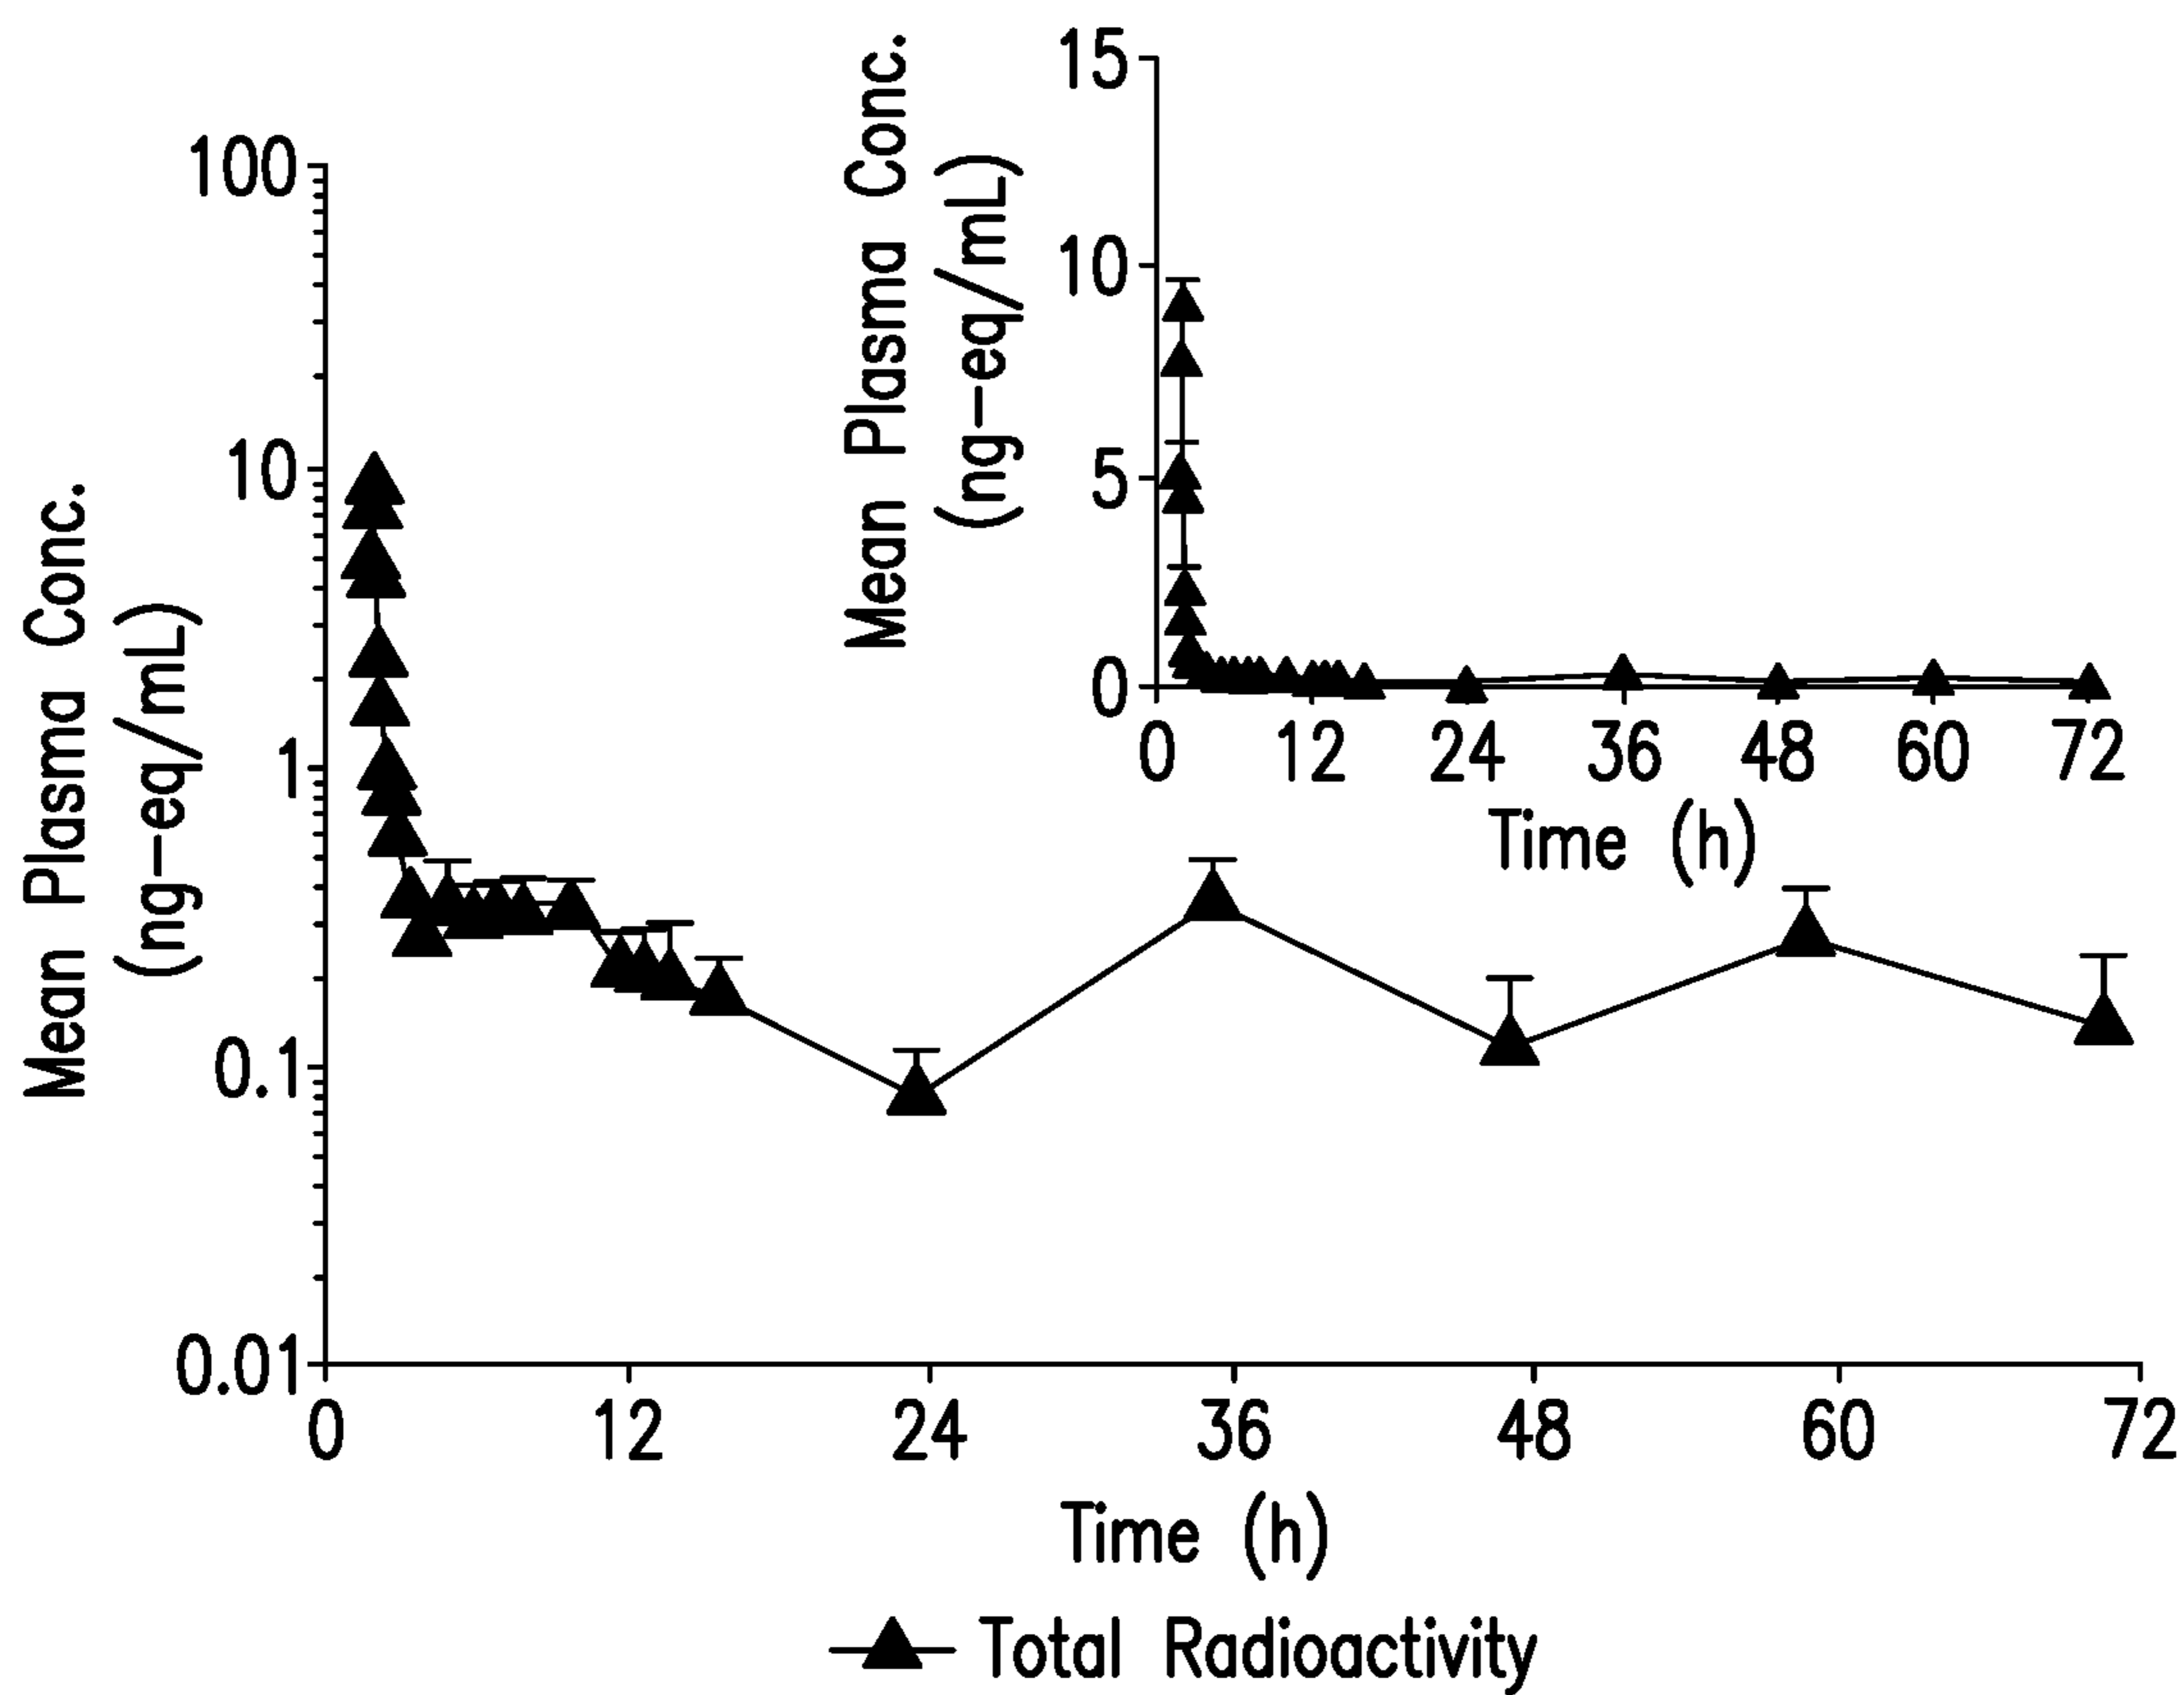 Mean Plasma Conc.
(ng-eq/mL)
100
10
1
0.1
0.01
0 12 24 36 48 60 72
Time (h)
Mean Plasma Conc.
(ng-eq/mL)
15
10
5
0
0 12 24 36 48 60 72
Time (h)
Total Radioactivity